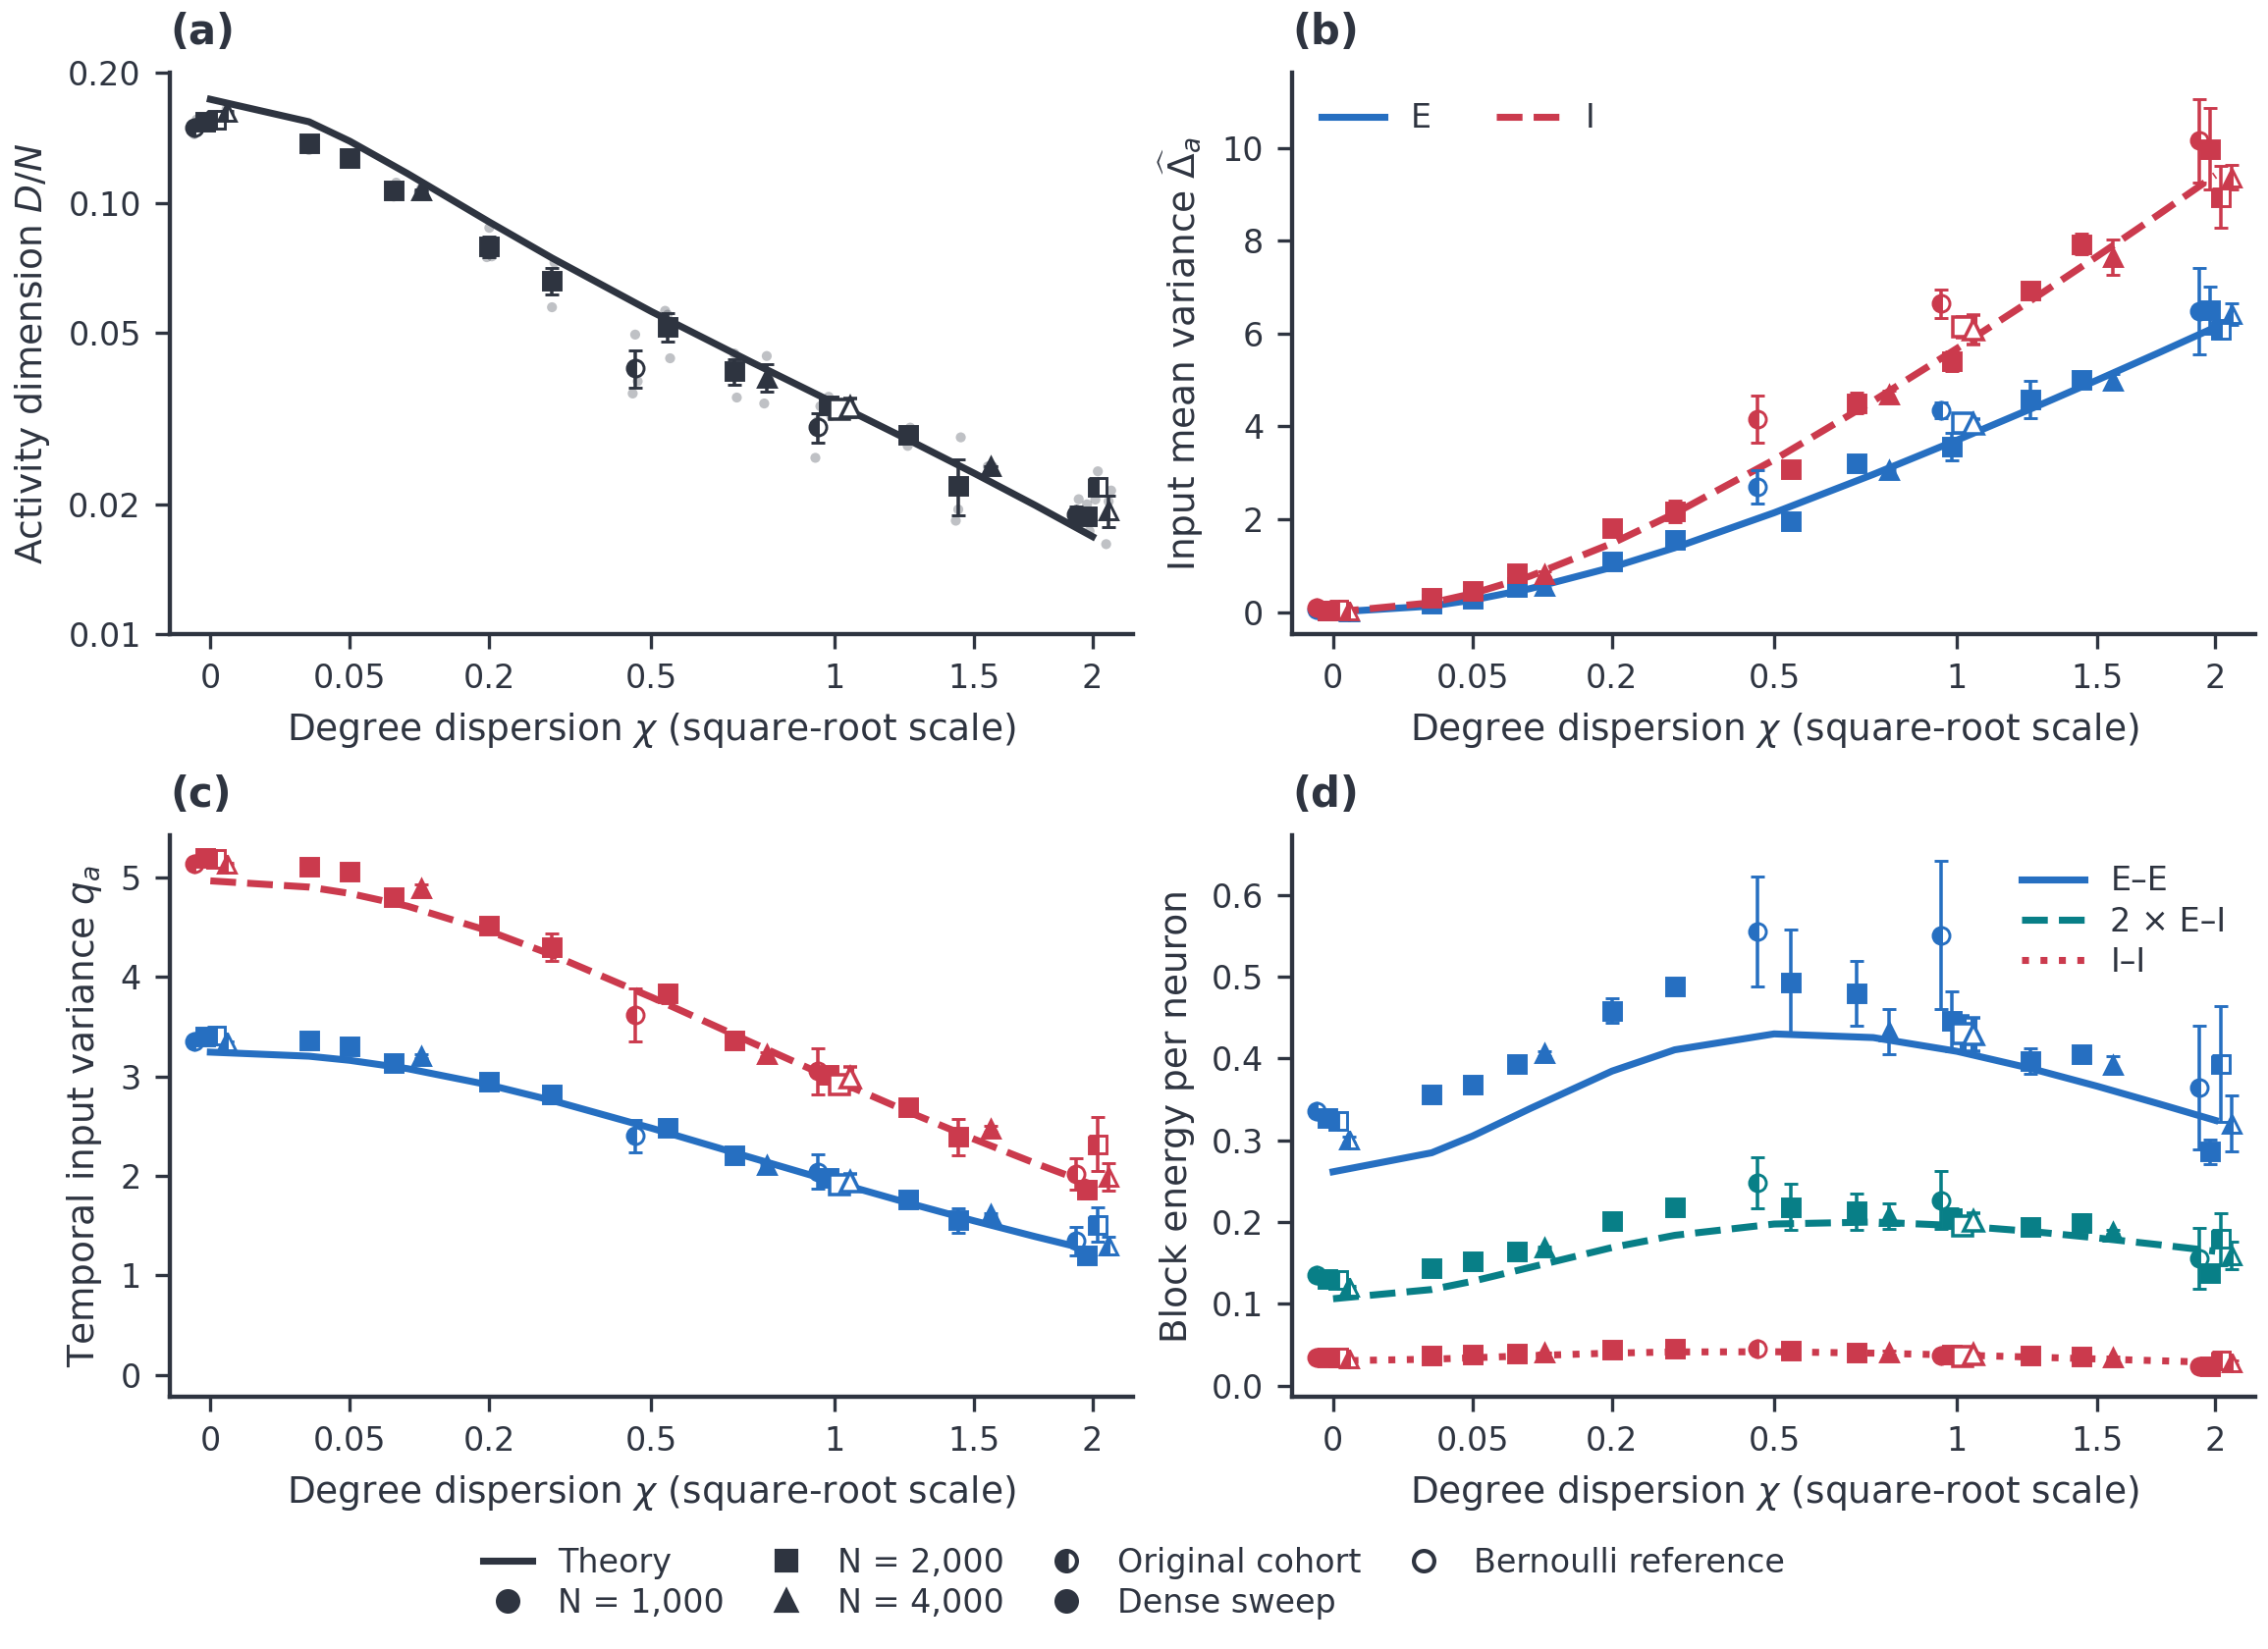 (a)
0.20
0.10
0.05
0.02
0.01
Activity dimension D/N
0 0.05 0.2 0.5 1 1.5 2
Degree dispersion χ (square-root scale)
(b)
E I
10
8
6
4
2
0
Input mean variance Δ̂ₐ
0 0.05 0.2 0.5 1 1.5 2
Degree dispersion χ (square-root scale)
(c)
5
4
3
2
1
0
Temporal input variance qₐ
0 0.05 0.2 0.5 1 1.5 2
Degree dispersion χ (square-root scale)
(d)
E–E
2 × E–I
I–I
0.6
0.5
0.4
0.3
0.2
0.1
0.0
Block energy per neuron
0 0.05 0.2 0.5 1 1.5 2
Degree dispersion χ (square-root scale)
Theory N = 2,000 Original cohort Bernoulli reference
N = 1,000 N = 4,000 Dense sweep